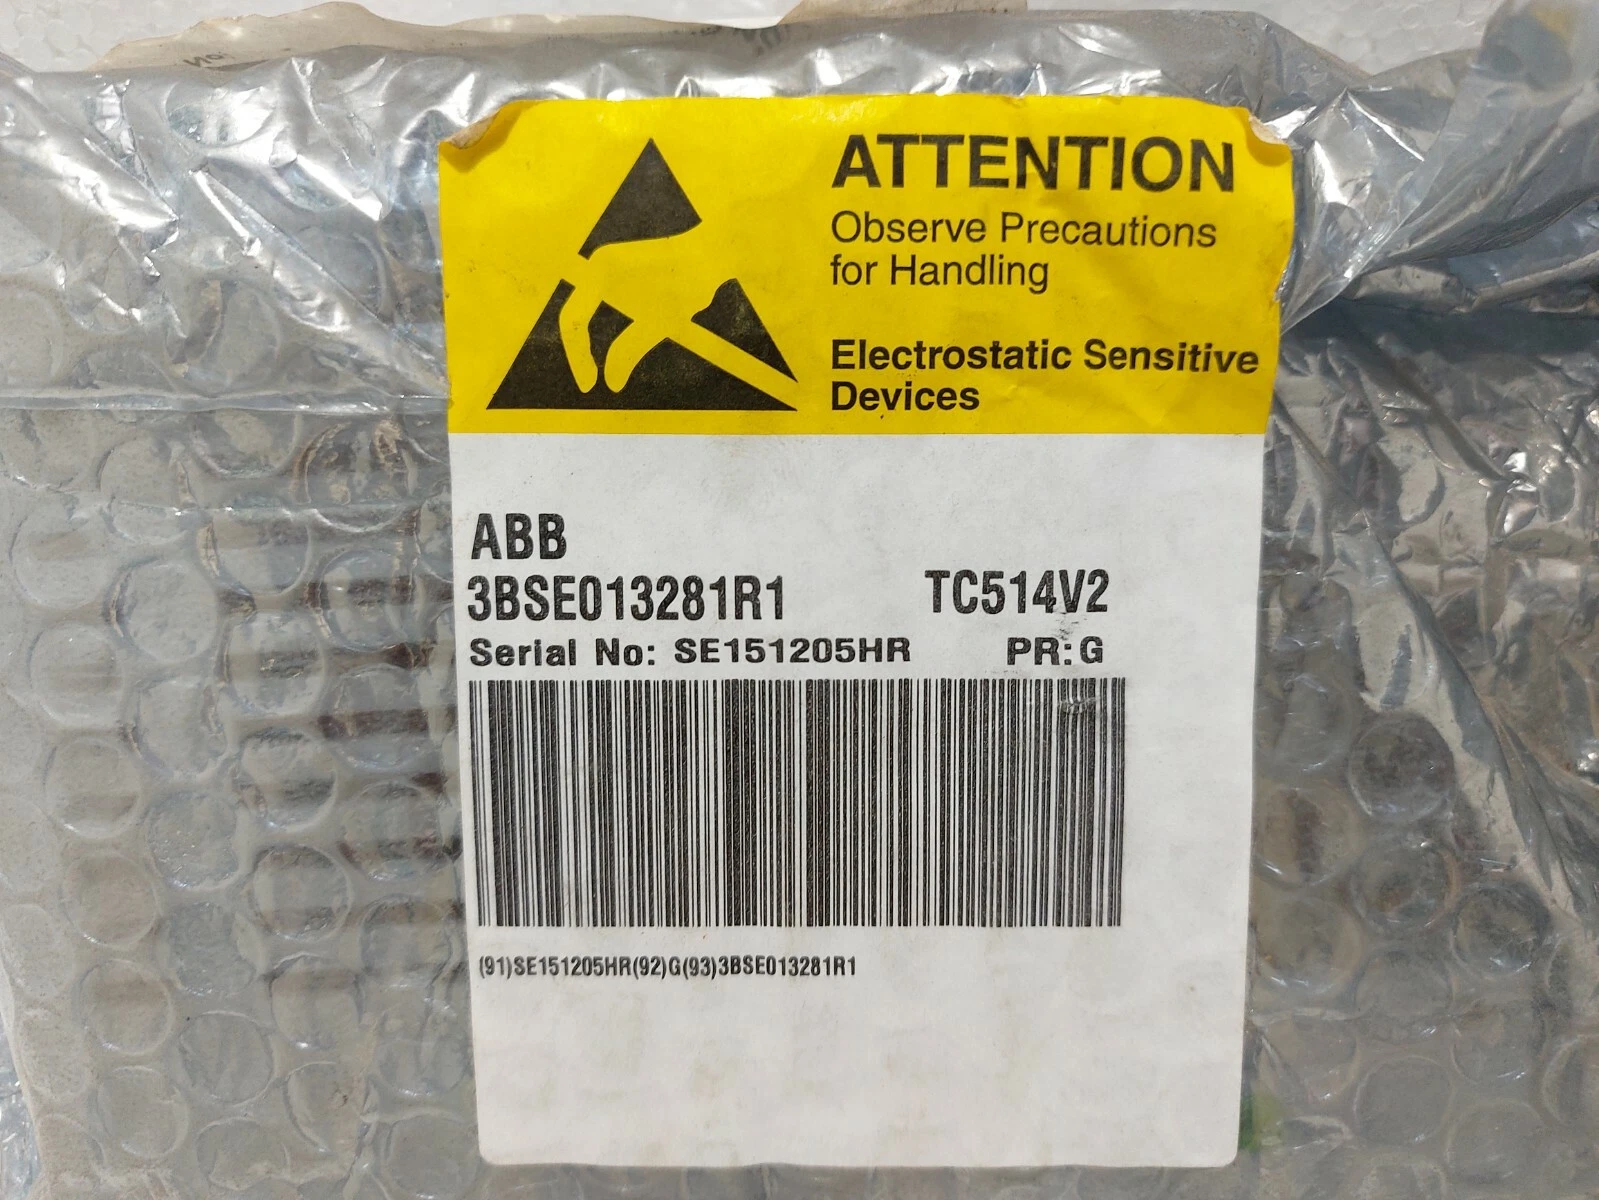 ATTENTION
Observe Precautions
for Handling
Electrostatic Sensitive
Devices
ABB
3BSE013281R1 TC514V2
Serial No: SE151205HR PR:G
(91)SE151205HR(92)G(93)3BSE013281R1